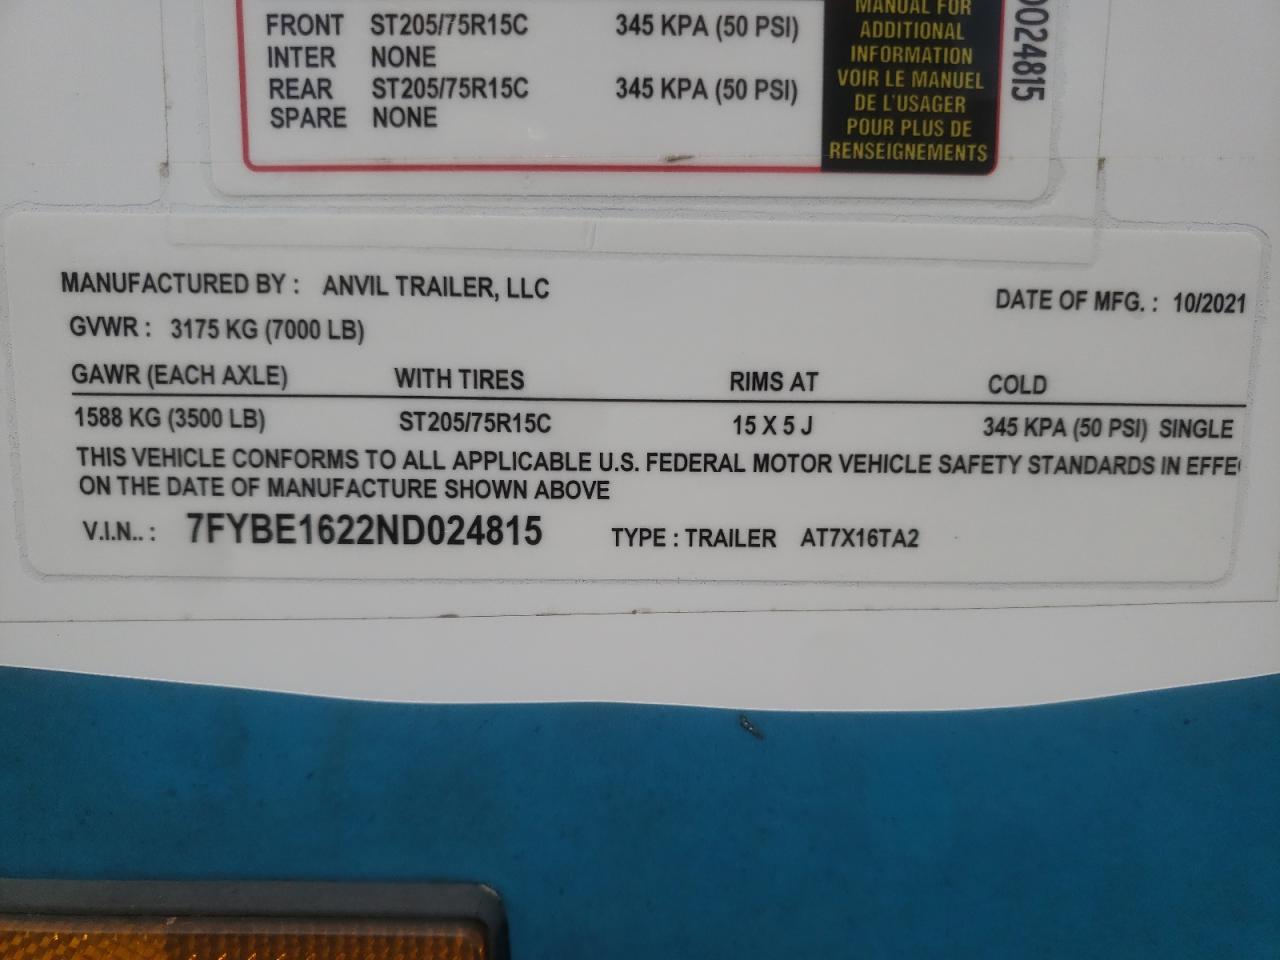 FRONT ST205/75R15C 345 KPA (50 PSI)
INTER NONE
REAR ST205/75R15C 345 KPA (50 PSI)
SPARE NONE
MANUAL FOR
ADDITIONAL
INFORMATION
VOIR LE MANUEL
DE L'USAGER
POUR PLUS DE
RENSEIGNEMENTS
D024815
MANUFACTURED BY : ANVIL TRAILER, LLC
DATE OF MFG. : 10/2021
GVWR : 3175 KG (7000 LB)
GAWR (EACH AXLE) WITH TIRES RIMS AT COLD
1588 KG (3500 LB) ST205/75R15C 15 X 5 J 345 KPA (50 PSI) SINGLE
THIS VEHICLE CONFORMS TO ALL APPLICABLE U.S. FEDERAL MOTOR VEHICLE SAFETY STANDARDS IN EFFE
ON THE DATE OF MANUFACTURE SHOWN ABOVE
V.I.N.. : 7FYBE1622ND024815 TYPE : TRAILER AT7X16TA2